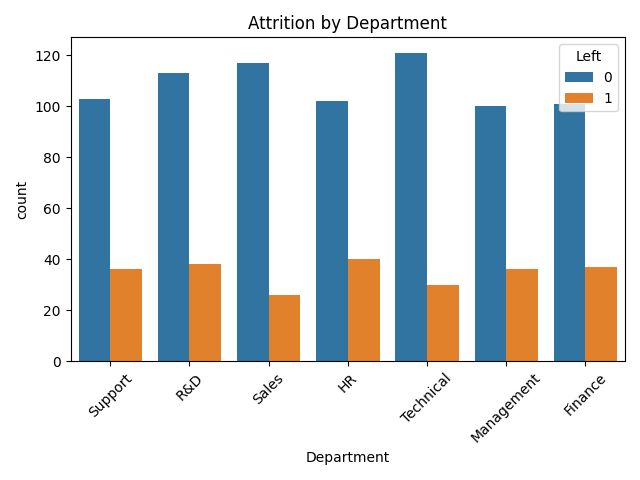 Attrition by Department
Left
0
1
120
100
80
60
40
20
0
count
Support
R&D
Sales
HR
Technical
Management
Finance
Department